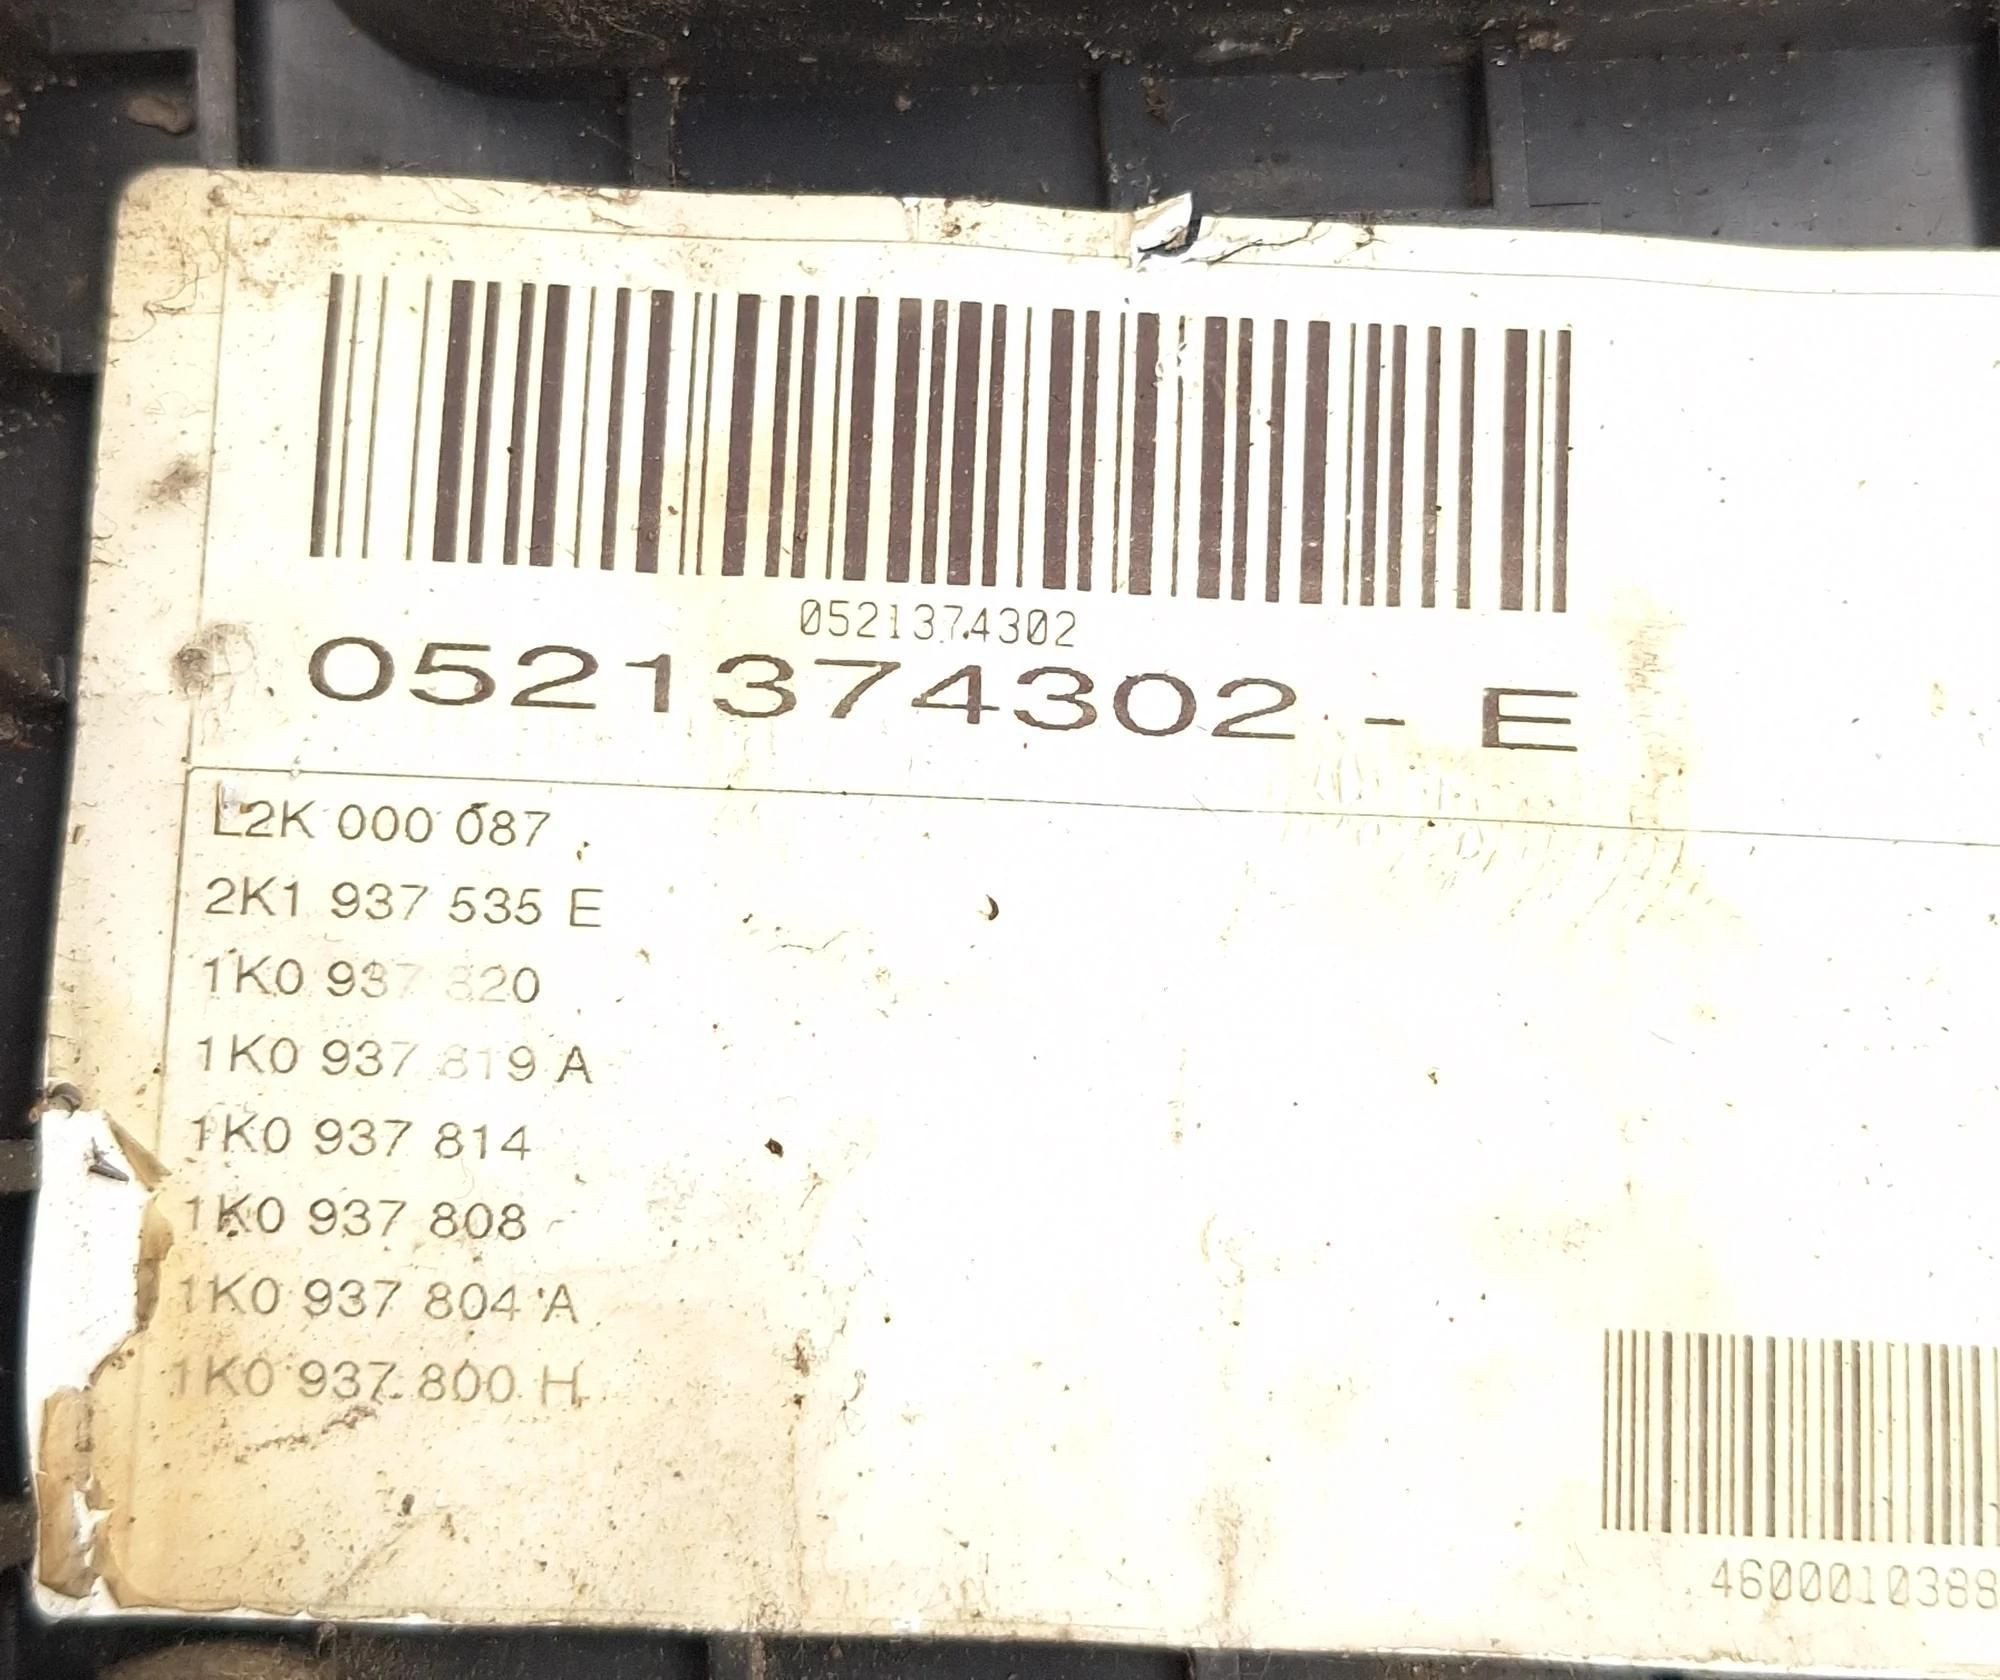 0521374302
0521374302 - E
L2K 000 087
2K1 937 535 E
1K0 937 820
1K0 937 819 A
1K0 937 814
1K0 937 808
1K0 937 804 A
1K0 937 800 H
4600010388